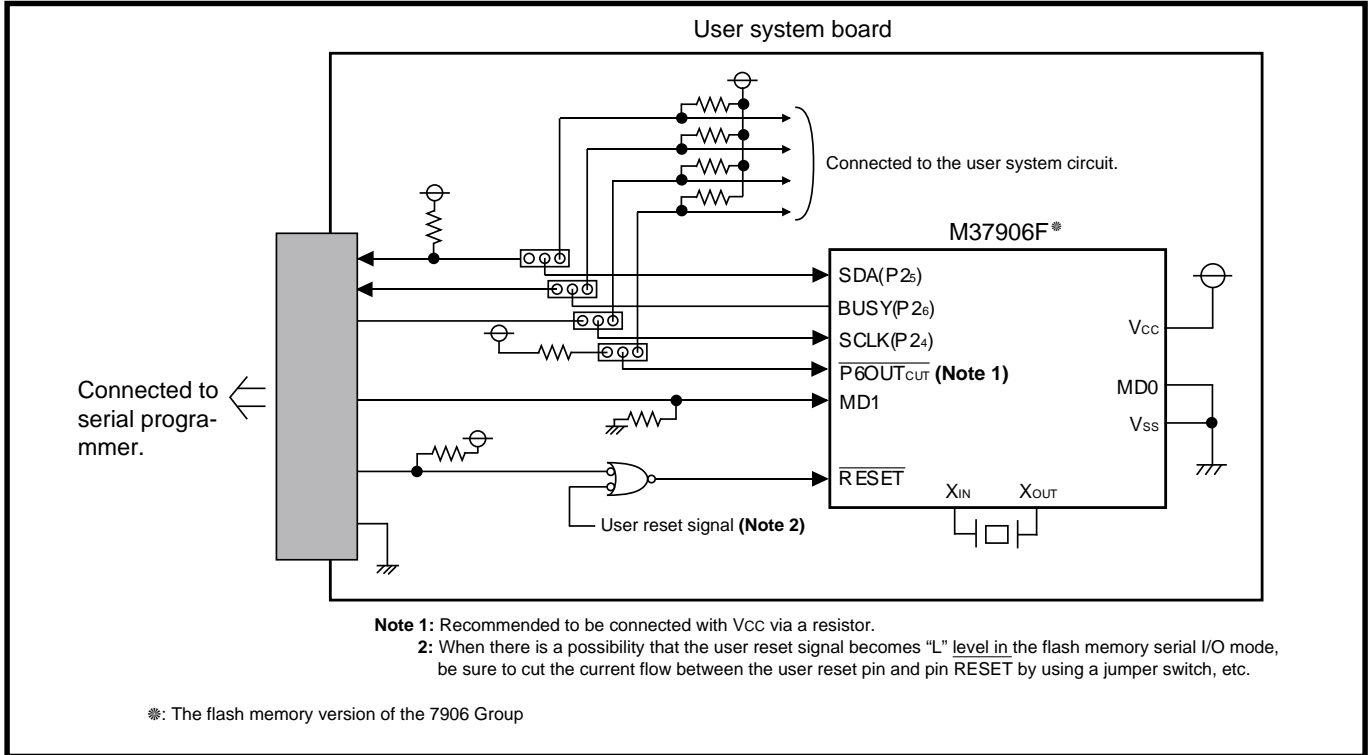 User system board
Connected to the user system circuit.
M37906F✽
SDA(P2₅)
BUSY(P2₆)
SCLK(P2₄)
P6OUTCUT (Note 1)
MD1
RESET
VCC
MD0
VSS
XIN XOUT
Connected to
serial progra-
mmer.
User reset signal (Note 2)
Note 1: Recommended to be connected with VCC via a resistor.
2: When there is a possibility that the user reset signal becomes “L” level in the flash memory serial I/O mode,
be sure to cut the current flow between the user reset pin and pin RESET by using a jumper switch, etc.
✽: The flash memory version of the 7906 Group